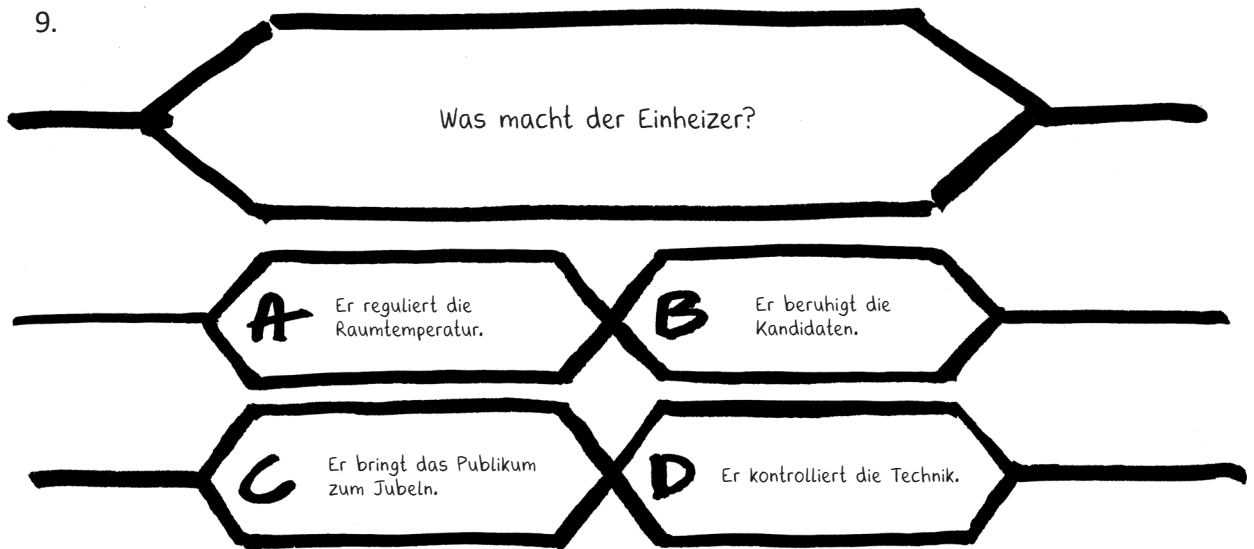 9.
Was macht der Einheizer?
A
Er reguliert die
Raumtemperatur.
B
Er beruhigt die
Kandidaten.
C
Er bringt das Publikum
zum Jubeln.
D
Er kontrolliert die Technik.